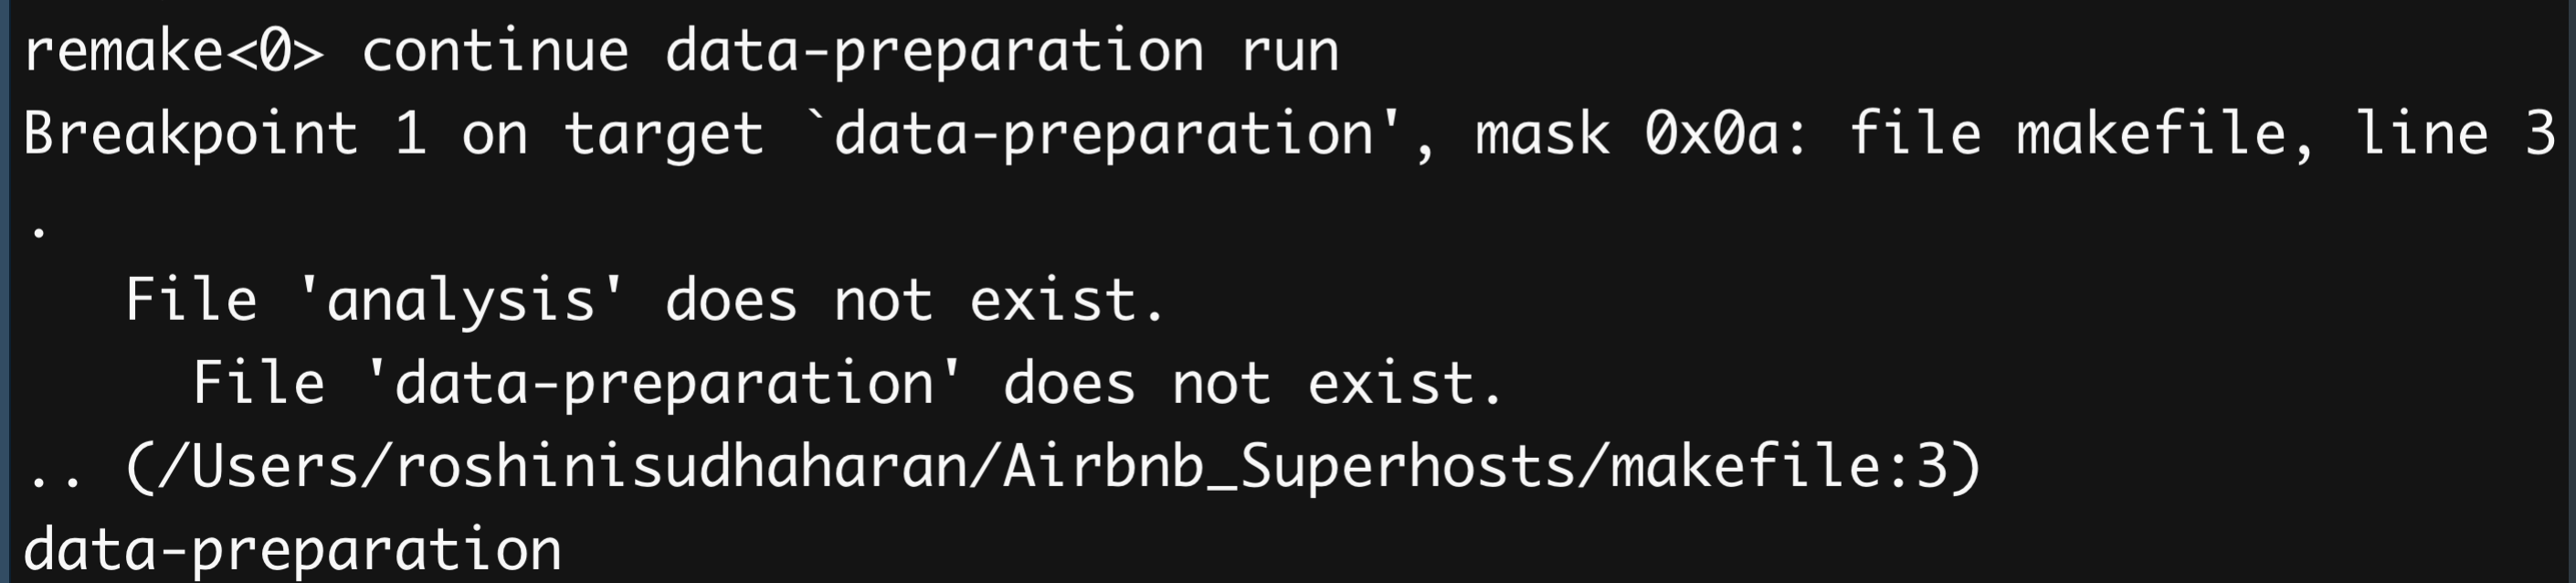 remake<0> continue data-preparation run
Breakpoint 1 on target `data-preparation', mask 0x0a: file makefile, line 3
.
File 'analysis' does not exist.
File 'data-preparation' does not exist.
.. (/Users/roshinisudhaharan/Airbnb_Superhosts/makefile:3)
data-preparation